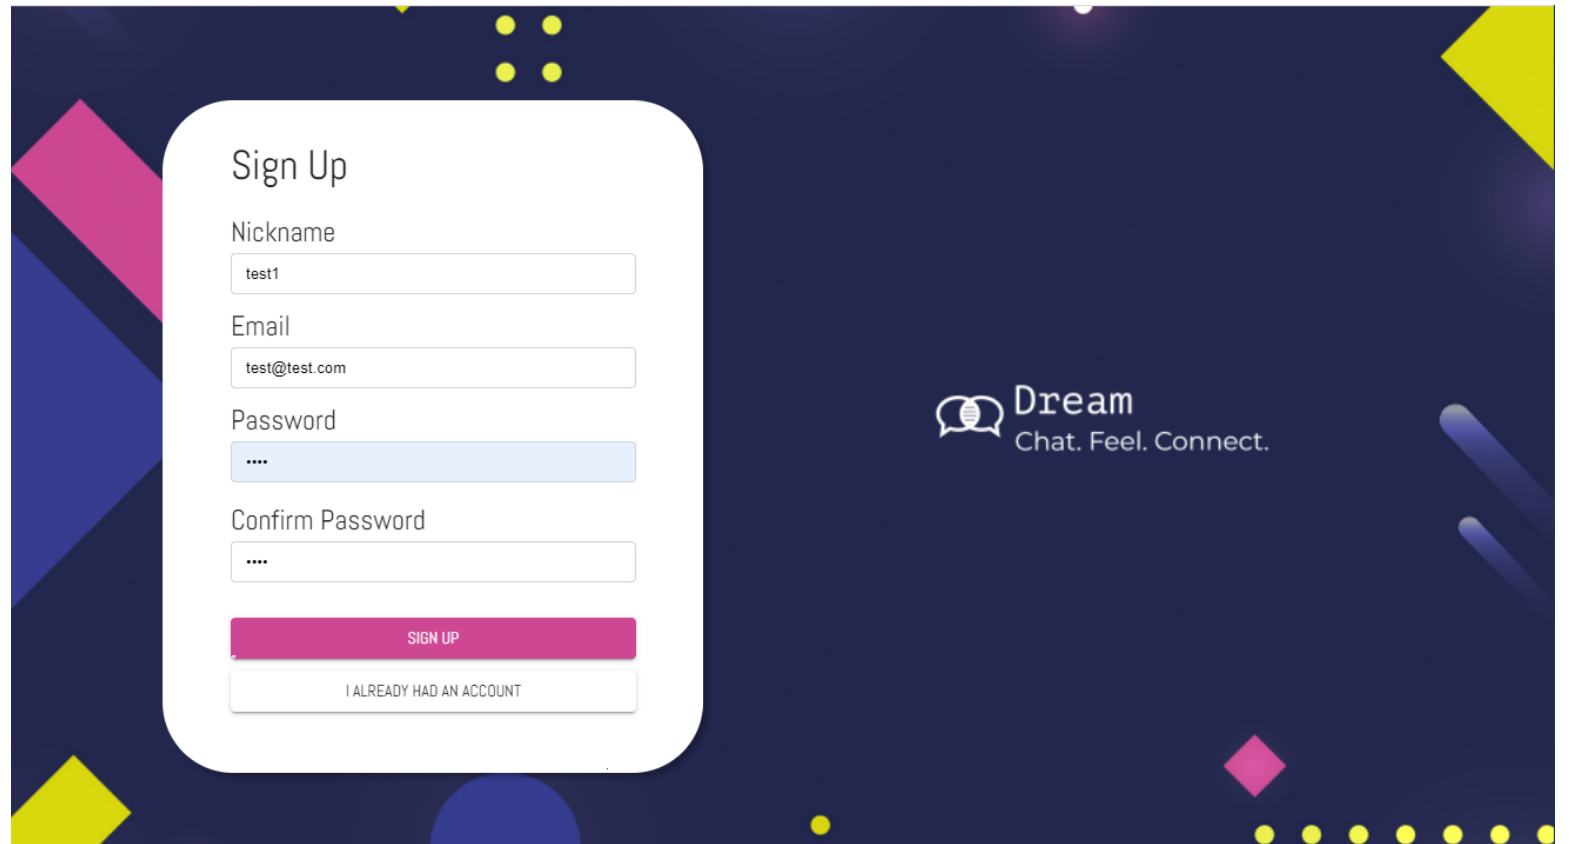 Sign Up
Nickname
test1
Email
test@test.com
Password
••••
Confirm Password
••••
SIGN UP
I ALREADY HAD AN ACCOUNT
Dream
Chat. Feel. Connect.